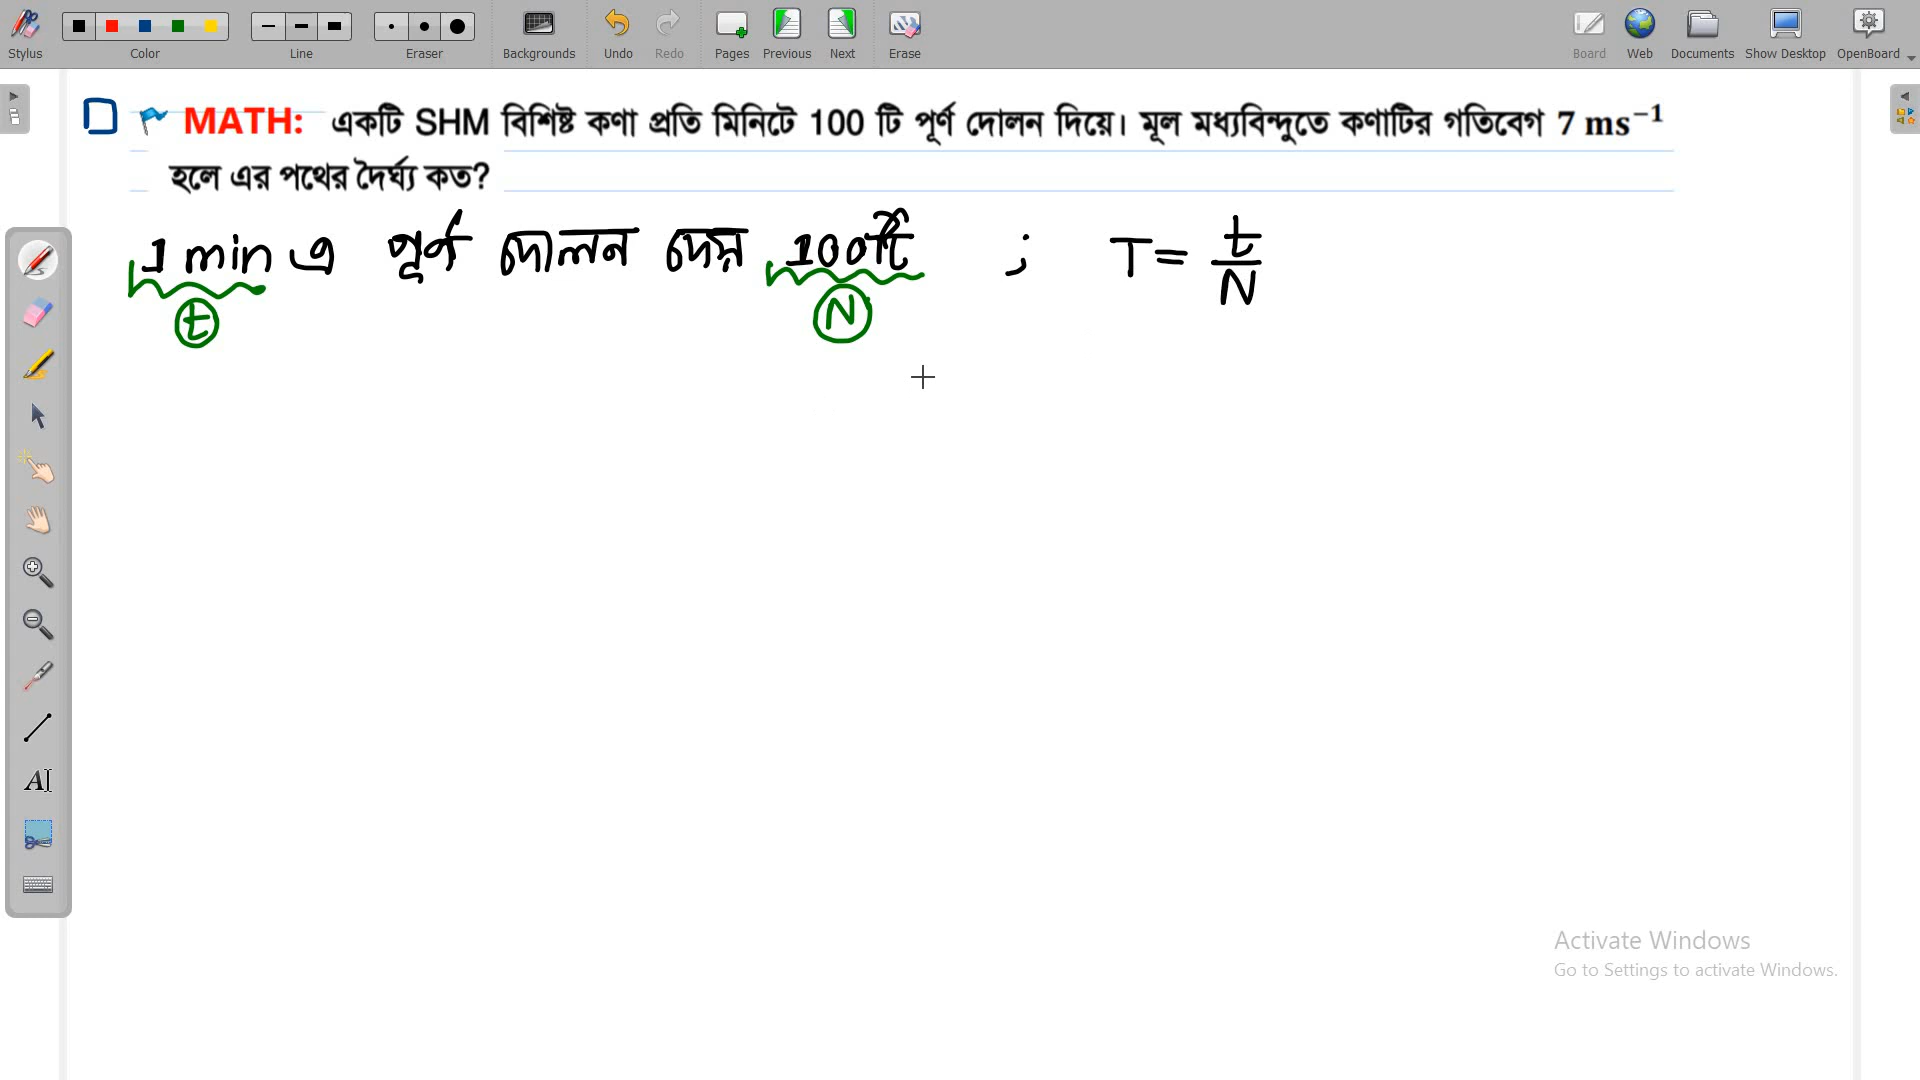 Stylus Color Line Eraser Backgrounds Undo Redo Pages Previous Next Erase Board Web Documents Show Desktop OpenBoard
MATH: একটি SHM বিশিষ্ট কণা প্রতি মিনিটে 100 টি পূর্ণ দোলন দিয়ে। মূল মধ্যবিন্দুতে কণাটির গতিবেগ 7 ms⁻¹
হলে এর পথের দৈর্ঘ্য কত?
1 min এ পূর্ণ দোলন দেয় 100টি ; T = t/N
t N
AI
Activate Windows
Go to Settings to activate Windows.